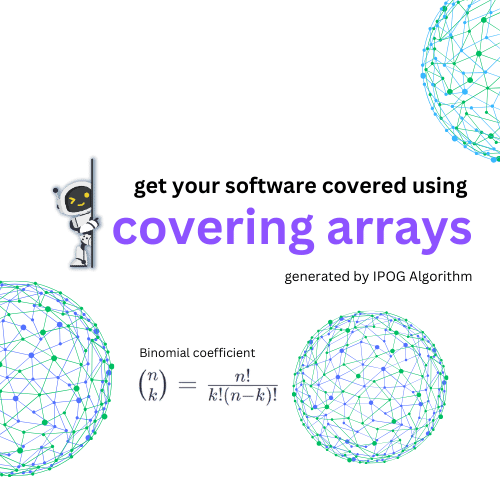 get your software covered using
covering arrays
generated by IPOG Algorithm
Binomial coefficient
(n k) = n! / k!(n−k)!